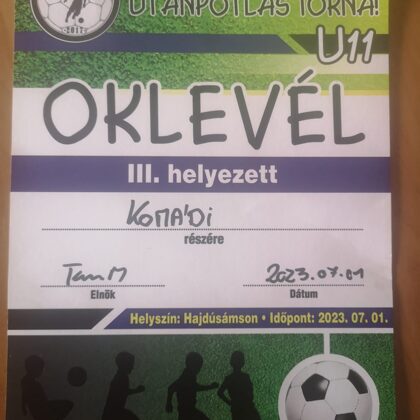 2017
UTÁNPÓTLÁS TORNA!
U11
OKLEVÉL
III. helyezett
KOMÁDI
részére
2023.07.01
Elnök
Dátum
Helyszín: Hajdúsámson • Időpont: 2023. 07. 01.